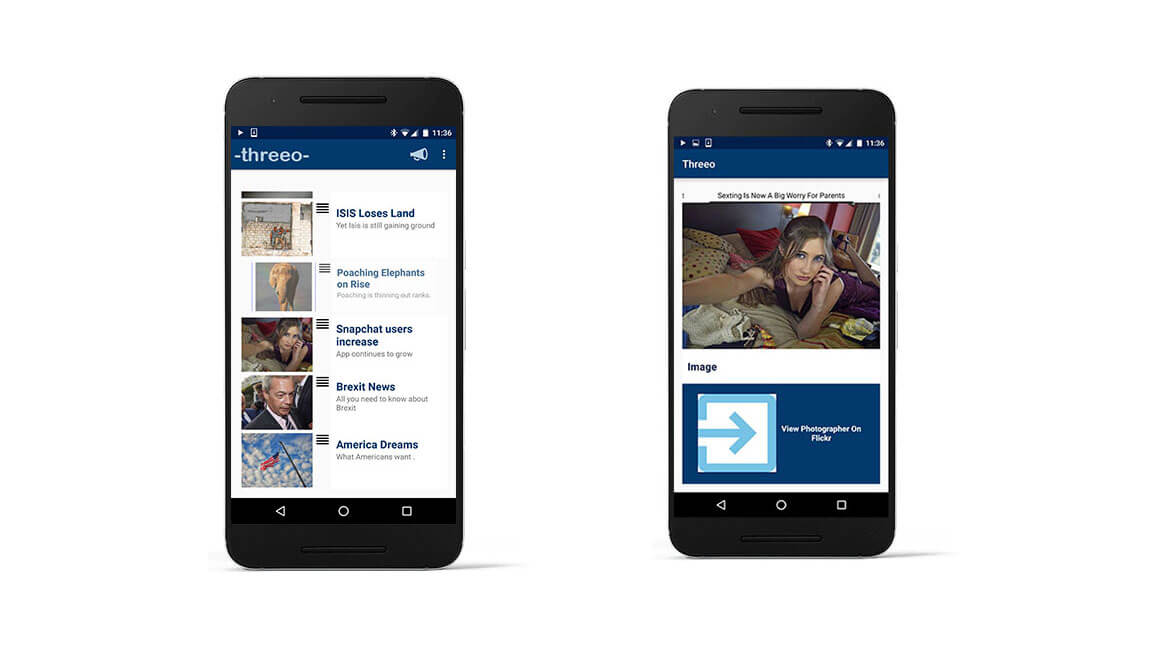 11:36
-threeo-
ISIS Loses Land
Yet Isis is still gaining ground
Poaching Elephants
on Rise
Poaching is thinning out ranks.
Snapchat users
increase
App continues to grow
Brexit News
All you need to know about
Brexit
America Dreams
What Americans want .
11:36
Threeo
Sexting Is Now A Big Worry For Parents
Image
View Photographer On
Flickr